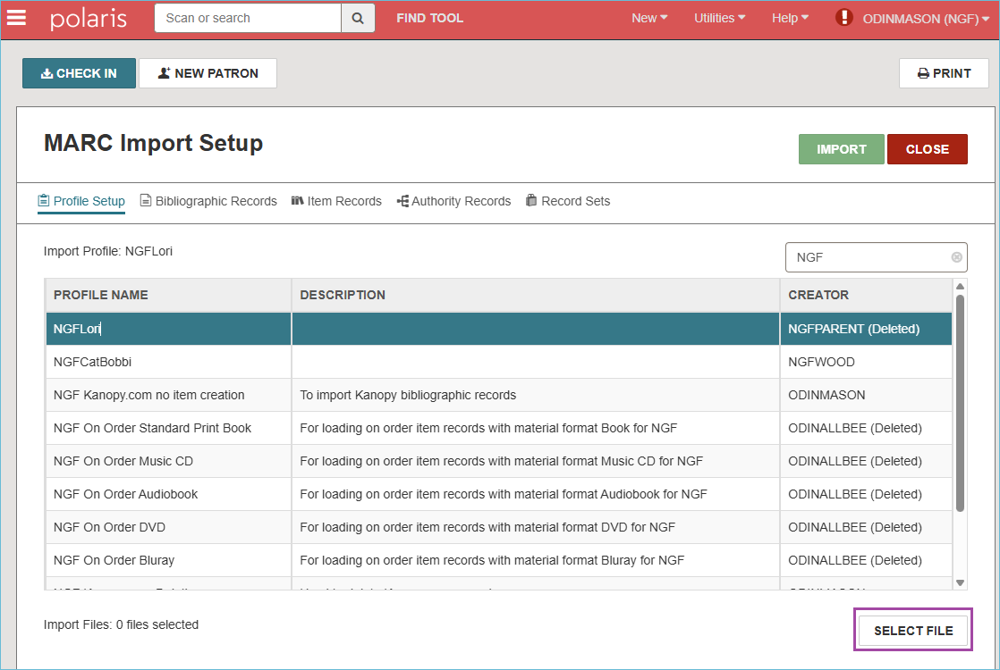 polaris Scan or search FIND TOOL New Utilities Help ODINMASON (NGF)
CHECK IN NEW PATRON PRINT
MARC Import Setup
IMPORT CLOSE
Profile Setup Bibliographic Records Item Records Authority Records Record Sets
Import Profile: NGFLori NGF
PROFILE NAME DESCRIPTION CREATOR
NGFLori NGFPARENT (Deleted)
NGFCatBobbi NGFWOOD
NGF Kanopy.com no item creation To import Kanopy bibliographic records ODINMASON
NGF On Order Standard Print Book For loading on order item records with material format Book for NGF ODINALLBEE (Deleted)
NGF On Order Music CD For loading on order item records with material format Music CD for NGF ODINALLBEE (Deleted)
NGF On Order Audiobook For loading on order item records with material format Audiobook for NGF ODINALLBEE (Deleted)
NGF On Order DVD For loading on order item records with material format DVD for NGF ODINALLBEE (Deleted)
NGF On Order Bluray For loading on order item records with material format Bluray for NGF ODINALLBEE (Deleted)
Import Files: 0 files selected
SELECT FILE